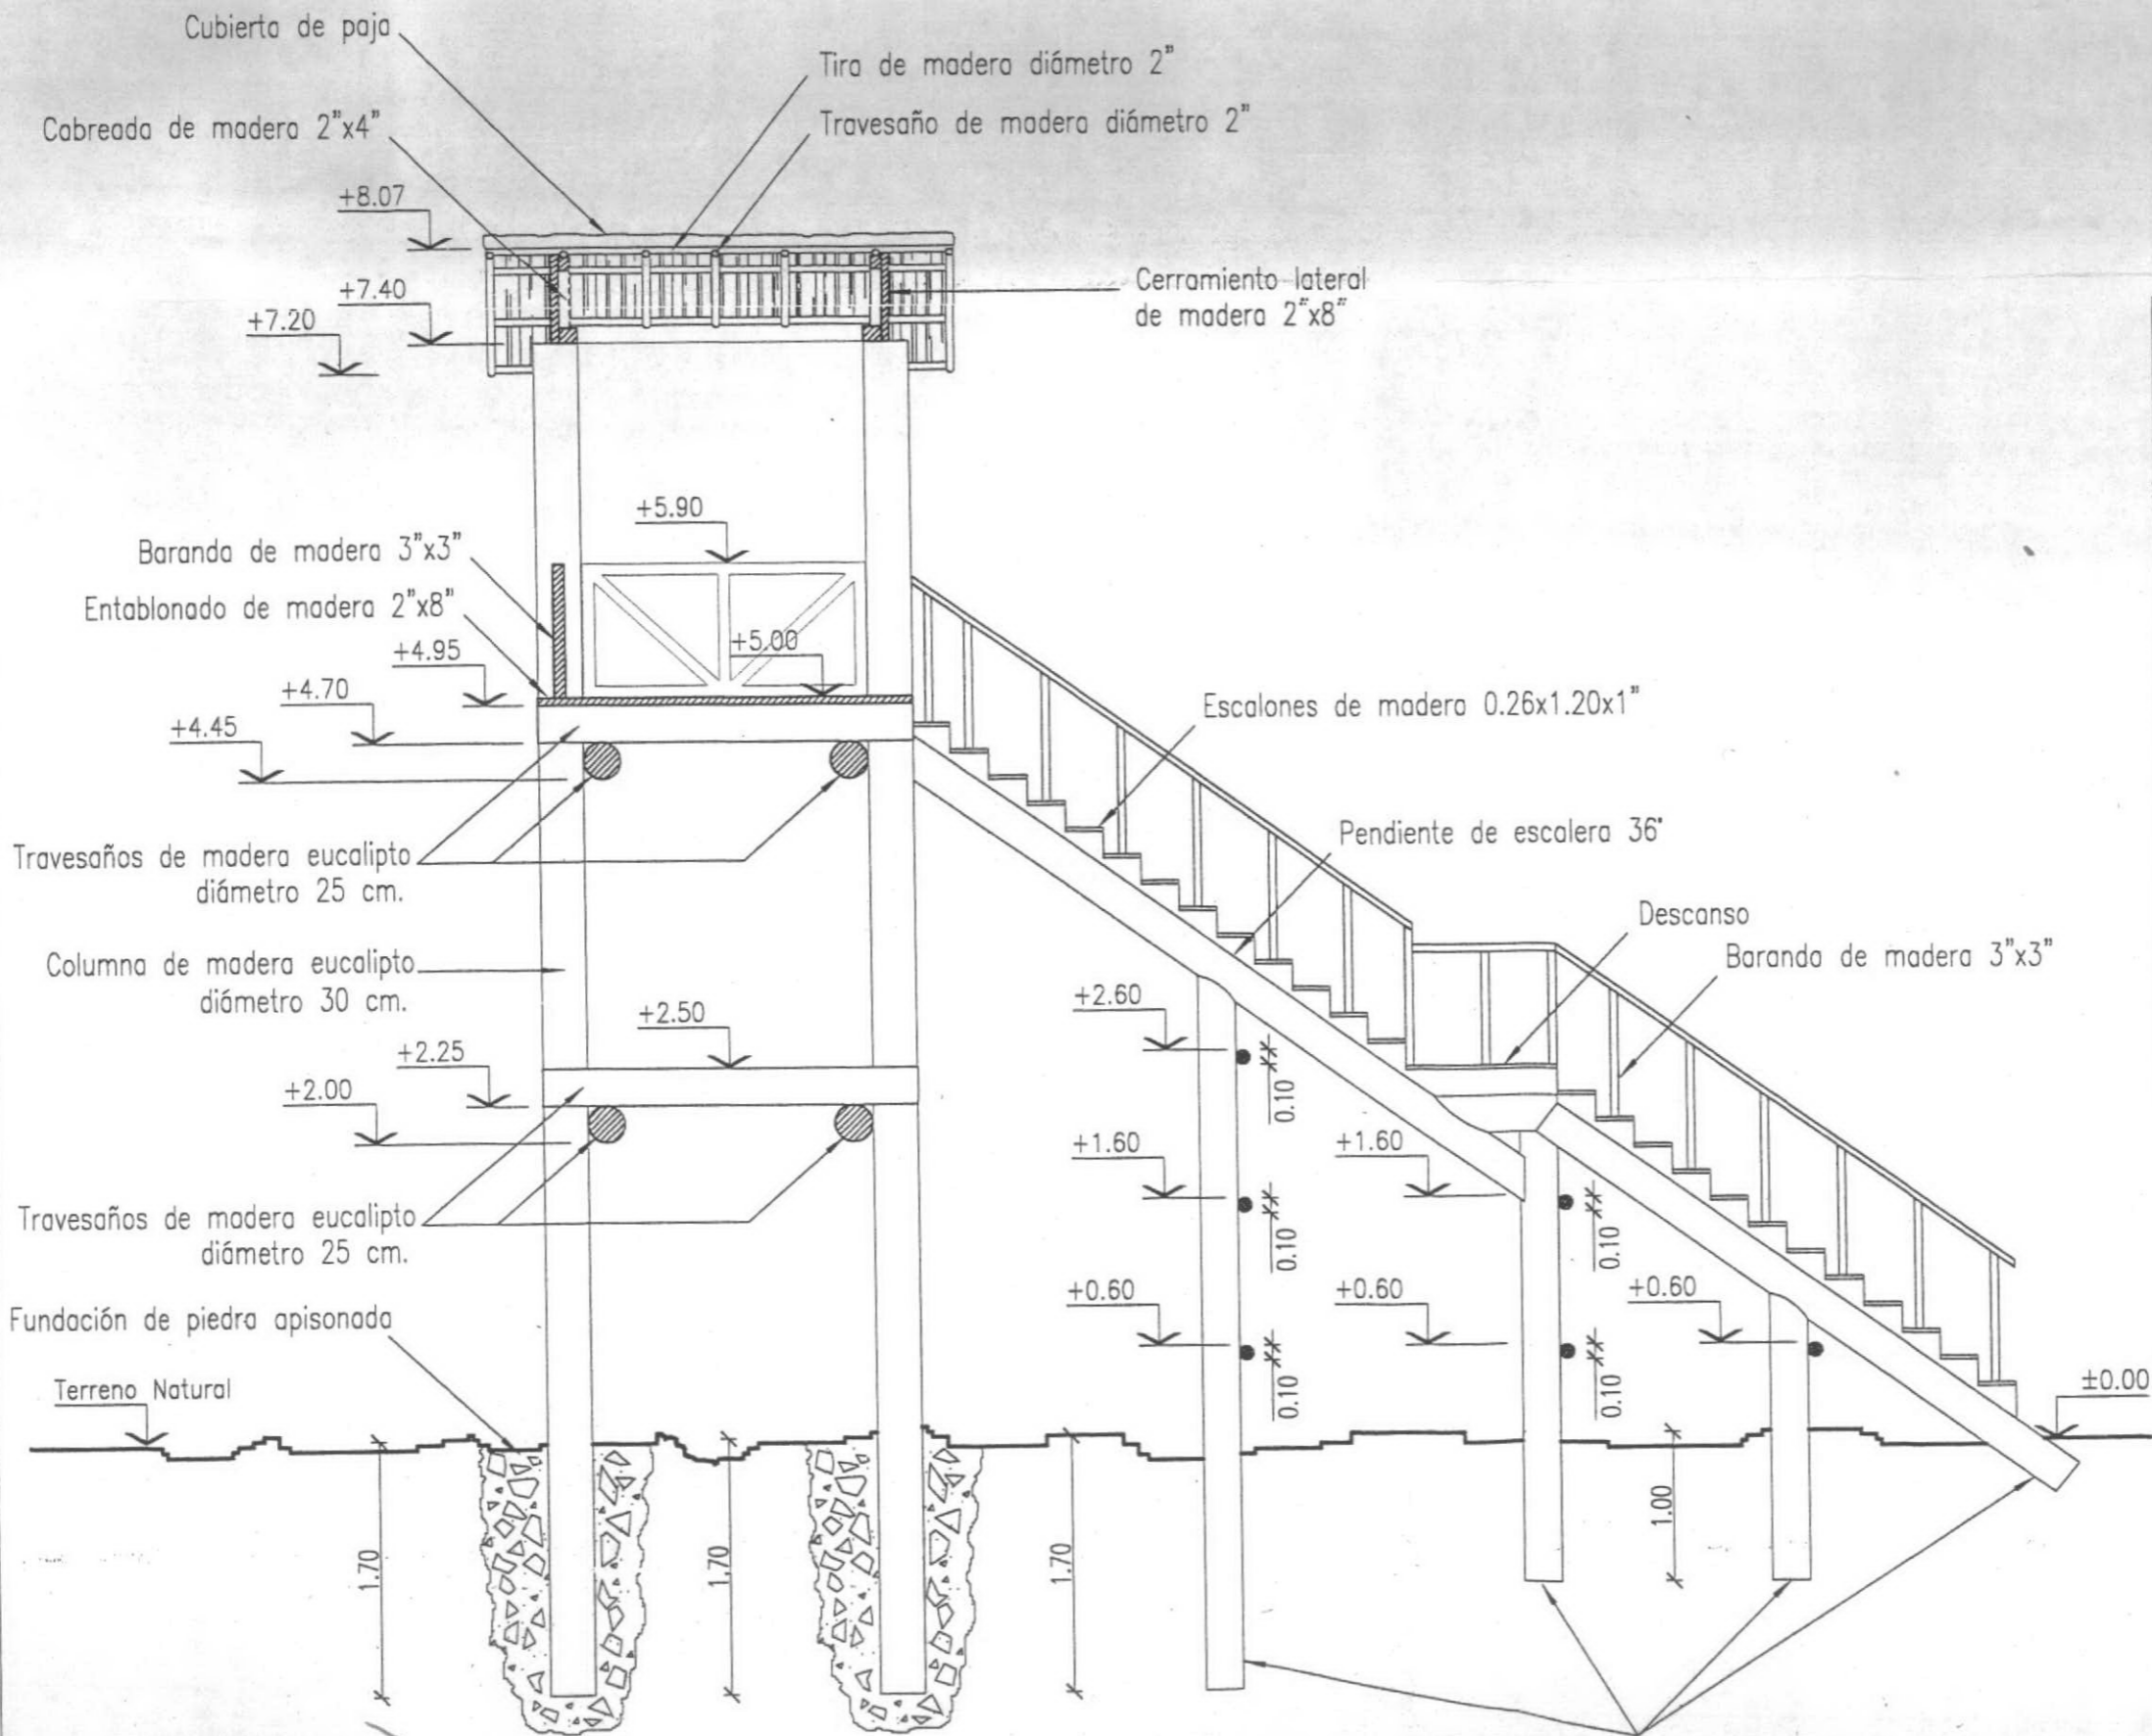 Cubierta de paja
Tira de madera diámetro 2"
Cabreada de madera 2"x4"
Travesaño de madera diámetro 2"
+8.07
+7.40
+7.20
Cerramiento lateral
de madera 2"x8"
+5.90
Baranda de madera 3"x3"
Entablonado de madera 2"x8"
+5.00
+4.95
+4.70
+4.45
Escalones de madera 0.26x1.20x1"
Pendiente de escalera 36°
Travesaños de madera eucalipto
diámetro 25 cm.
Descanso
Baranda de madera 3"x3"
Columna de madera eucalipto
diámetro 30 cm.
+2.50
+2.60
+2.25
+2.00
0.10
+1.60
+1.60
Travesaños de madera eucalipto
diámetro 25 cm.
0.10
0.10
+0.60
+0.60
+0.60
Fundación de piedra apisonada
0.10
0.10
Terreno Natural
±0.00
1.70
1.70
1.70
1.00